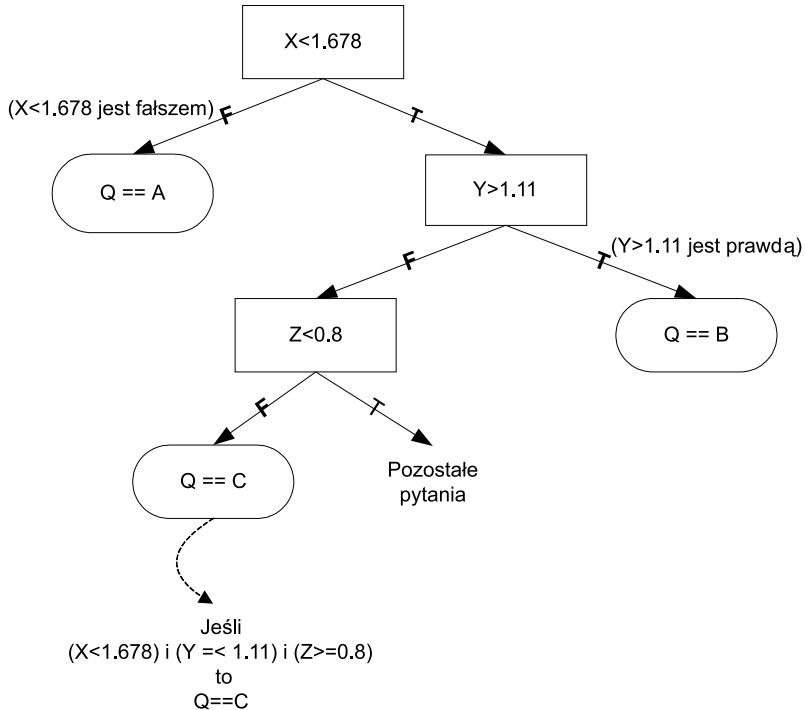 X<1.678
(X<1.678 jest fałszem)
F
T
Q == A
Y>1.11
F
T
(Y>1.11 jest prawdą)
Z<0.8
Q == B
F
T
Q == C
Pozostałe
pytania
Jeśli
(X<1.678) i (Y =< 1.11) i (Z>=0.8)
to
Q==C